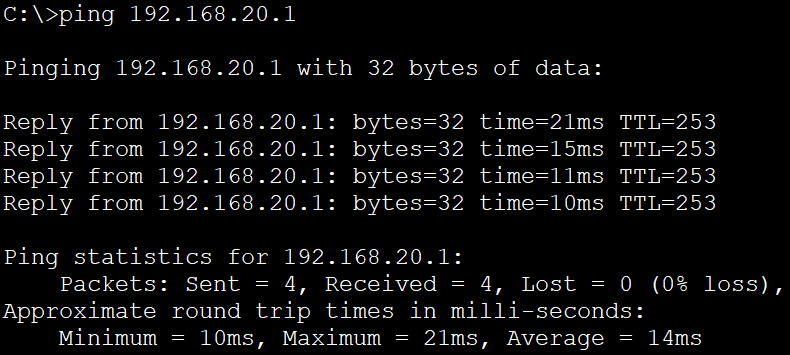 C:\>ping 192.168.20.1
Pinging 192.168.20.1 with 32 bytes of data:
Reply from 192.168.20.1: bytes=32 time=21ms TTL=253
Reply from 192.168.20.1: bytes=32 time=15ms TTL=253
Reply from 192.168.20.1: bytes=32 time=11ms TTL=253
Reply from 192.168.20.1: bytes=32 time=10ms TTL=253
Ping statistics for 192.168.20.1:
    Packets: Sent = 4, Received = 4, Lost = 0 (0% loss),
Approximate round trip times in milli-seconds:
    Minimum = 10ms, Maximum = 21ms, Average = 14ms